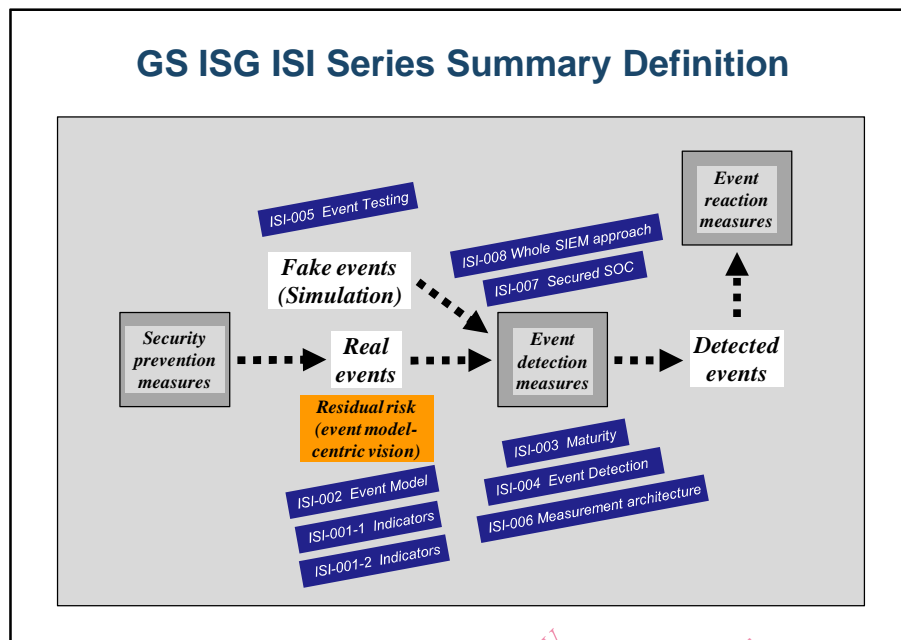 GS ISG ISI Series Summary Definition
Event
reaction
measures
ISI-005 Event Testing
ISI-008 Whole SIEM approach
ISI-007 Secured SOC
Fake events
(Simulation)
Security
prevention
measures
Real
events
Event
detection
measures
Detected
events
Residual risk
(event model-
centric vision)
ISI-003 Maturity
ISI-004 Event Detection
ISI-006 Measurement architecture
ISI-002 Event Model
ISI-001-1 Indicators
ISI-001-2 Indicators